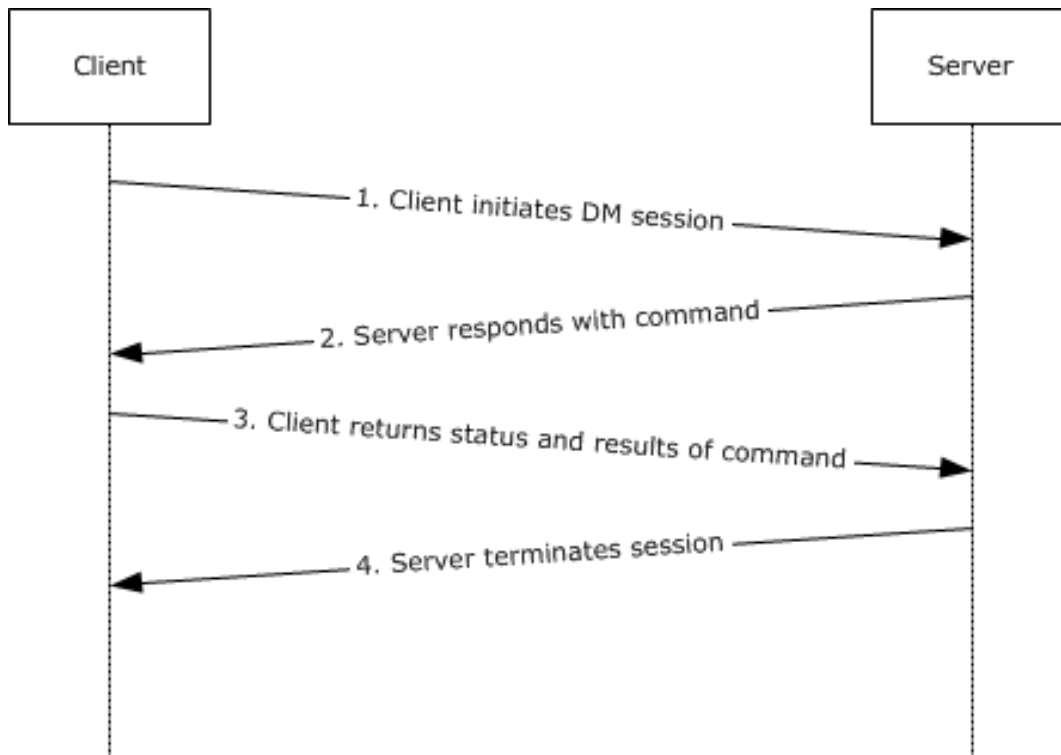 Client
Server
1. Client initiates DM session
2. Server responds with command
3. Client returns status and results of command
4. Server terminates session